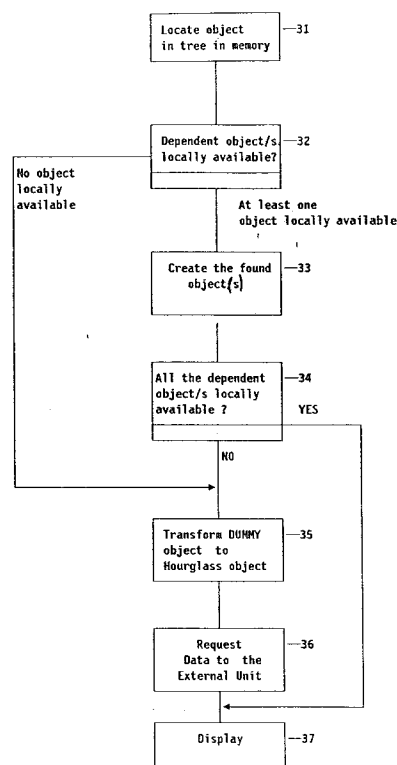 Locate object
in tree in memory
31
Dependent object/s
locally available?
32
No object
locally
available
At least one
object locally available
Create the found
object(s)
33
All the dependent
object/s locally
available ?
34
YES
NO
Transform DUMMY
object to
Hourglass object
35
Request
Data to the
External Unit
36
Display
37